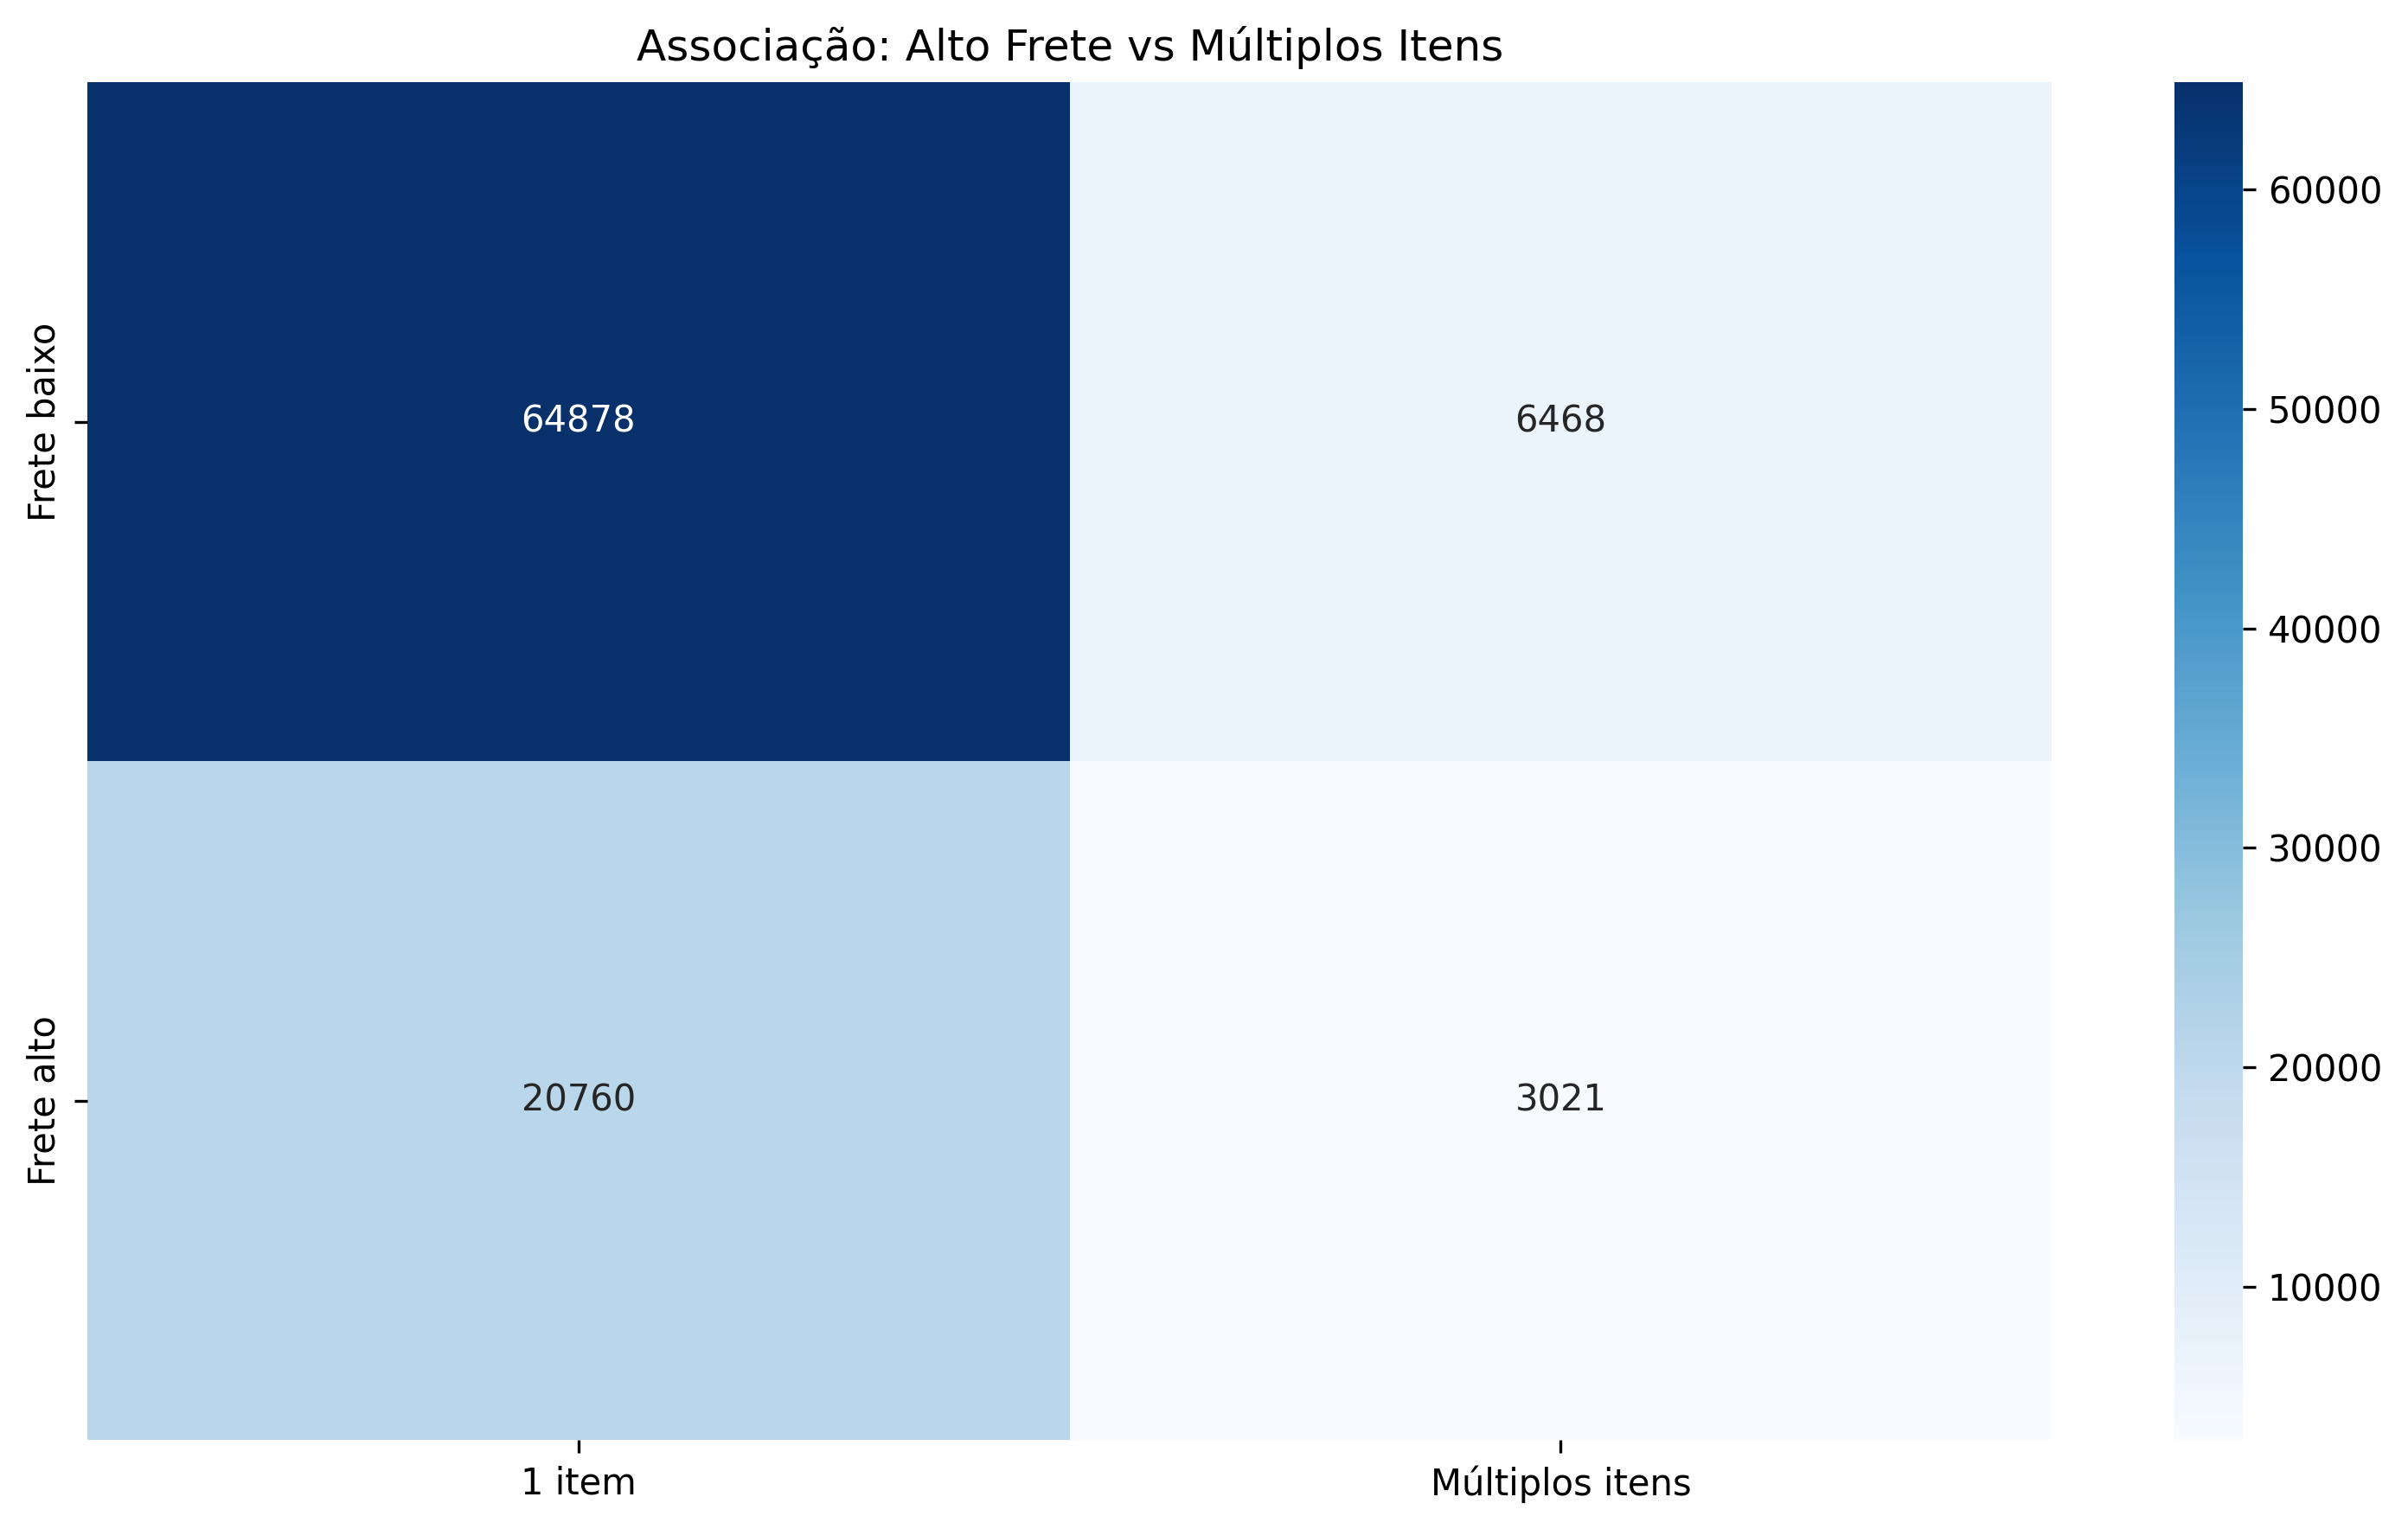 Associação: Alto Frete vs Múltiplos Itens
Frete baixo
64878
6468
Frete alto
20760
3021
1 item
Múltiplos itens
60000
50000
40000
30000
20000
10000